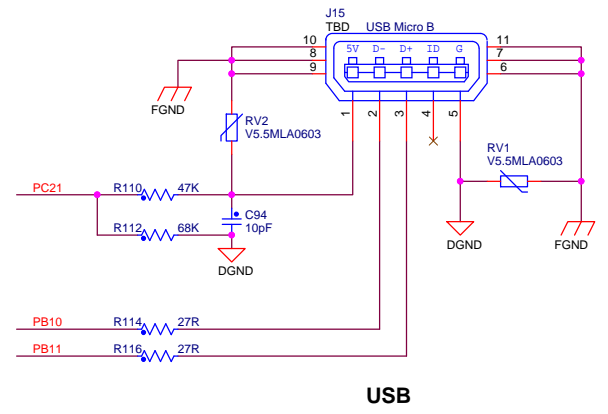 J15
TBD USB Micro B
10 5V D- D+ ID G 11
8 7
9 6
FGND
1 2 3 4 5
RV2
V5.5MLA0603
RV1
V5.5MLA0603
PC21 R110 47K
C94
10pF
R112 68K
DGND
DGND
FGND
PB10 R114 27R
PB11 R116 27R
USB